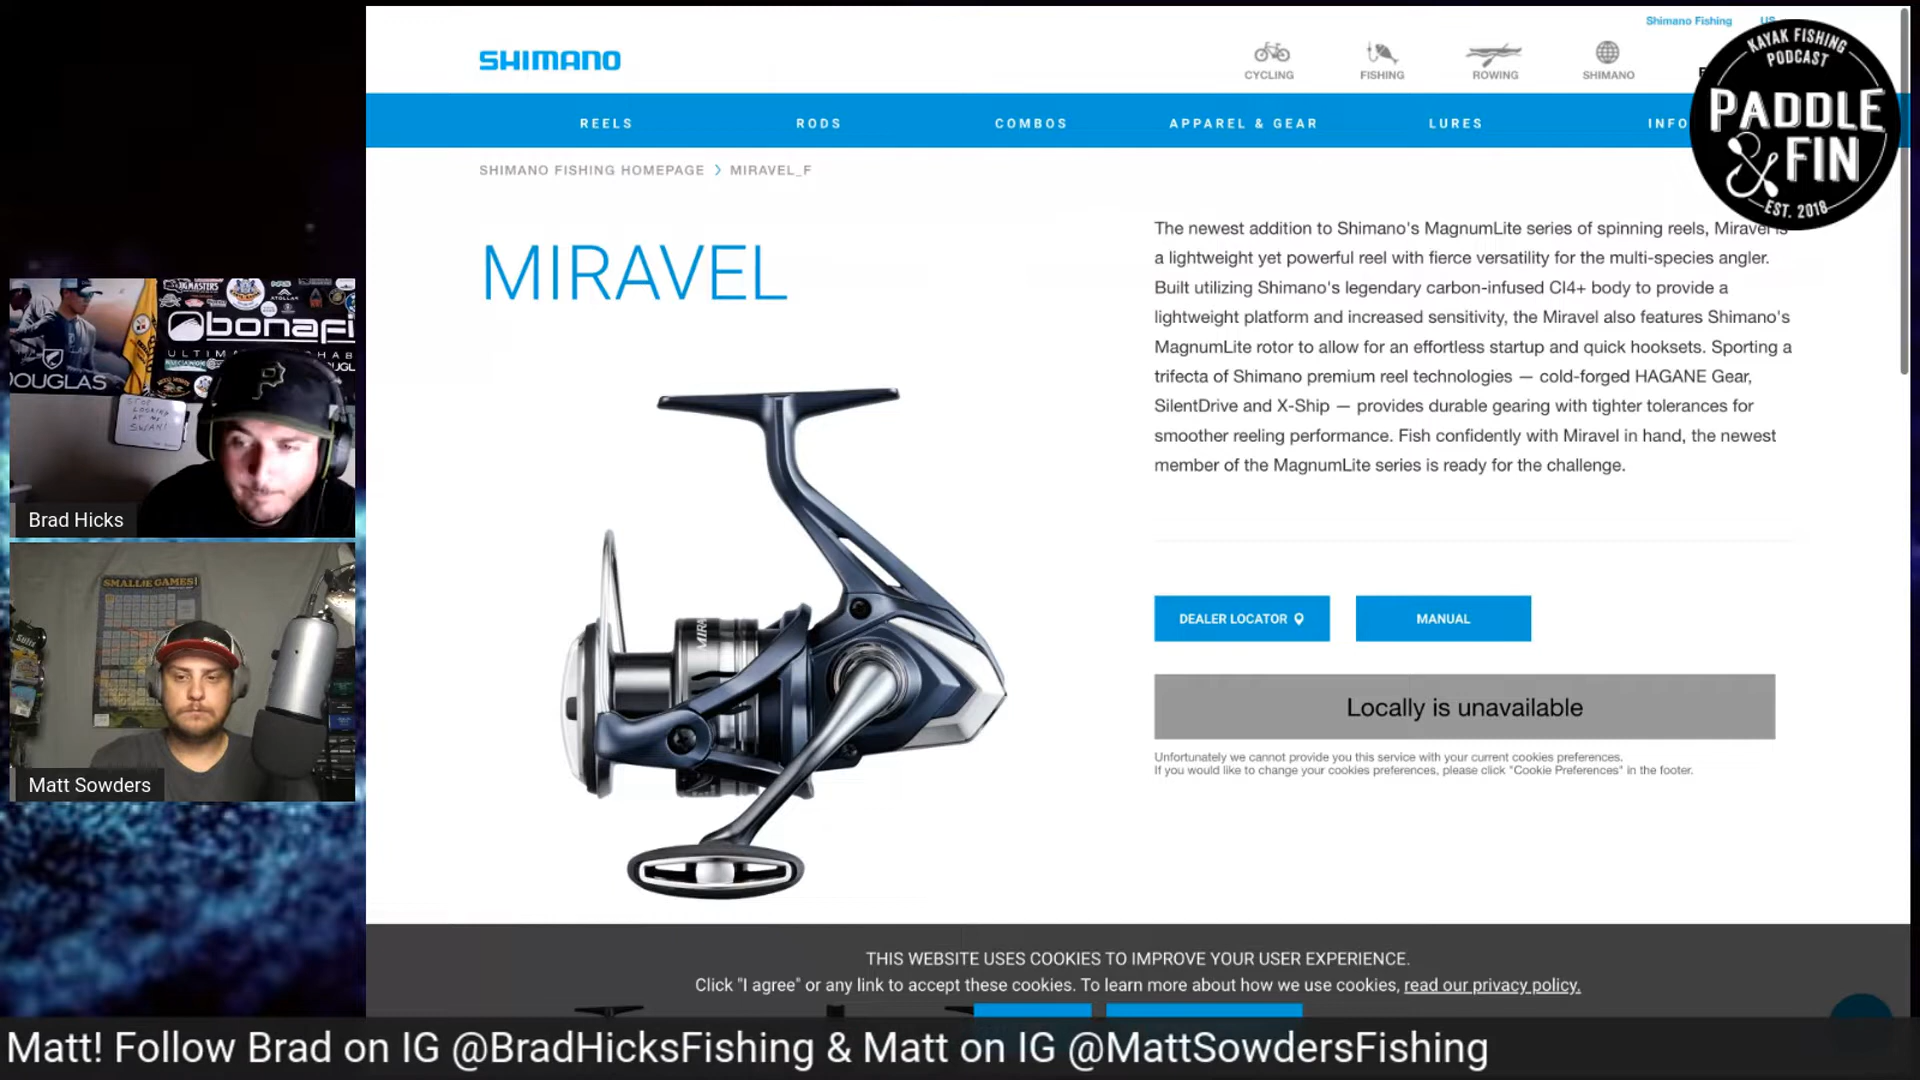 Shimano Fishing
SHIMANO
CYCLING
FISHING
ROWING
SHIMANO
KAYAK FISHING
PODCAST
PADDLE
& FIN
EST. 2018
REELS
RODS
COMBOS
APPAREL & GEAR
LURES
INFO
SHIMANO FISHING HOMEPAGE > MIRAVEL_F
MIRAVEL
The newest addition to Shimano's MagnumLite series of spinning reels, Miravel is
a lightweight yet powerful reel with fierce versatility for the multi-species angler.
Built utilizing Shimano's legendary carbon-infused CI4+ body to provide a
lightweight platform and increased sensitivity, the Miravel also features Shimano's
MagnumLite rotor to allow for an effortless startup and quick hooksets. Sporting a
trifecta of Shimano premium reel technologies — cold-forged HAGANE Gear,
SilentDrive and X-Ship — provides durable gearing with tighter tolerances for
smoother reeling performance. Fish confidently with Miravel in hand, the newest
member of the MagnumLite series is ready for the challenge.
DEALER LOCATOR
MANUAL
Locally is unavailable
Unfortunately we cannot provide you this service with your current cookies preferences.
If you would like to change your cookies preferences, please click "Cookie Preferences" in the footer.
bonafi
DOUGLAS
STOP
LOOKING
AT MY
SWAN!
Brad Hicks
SMALLIE GAMES!
Matt Sowders
THIS WEBSITE USES COOKIES TO IMPROVE YOUR USER EXPERIENCE.
Click "I agree" or any link to accept these cookies. To learn more about how we use cookies, read our privacy policy.
Matt! Follow Brad on IG @BradHicksFishing & Matt on IG @MattSowdersFishing